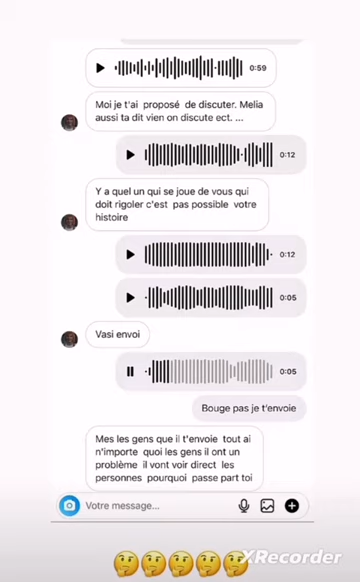 0:59
Moi je t'ai proposé de discuter. Melia
aussi ta dit vien on discute ect. ...
0:12
Y a quel un qui se joue de vous qui
doit rigoler c'est pas possible votre
histoire
0:12
0:05
Vasi envoi
0:05
Bouge pas je t'envoie
Mes les gens que il t'envoie tout ai
n'importe quoi les gens il ont un
problème il vont voir direct les
personnes pourquoi passe part toi
Votre message...
XRecorder